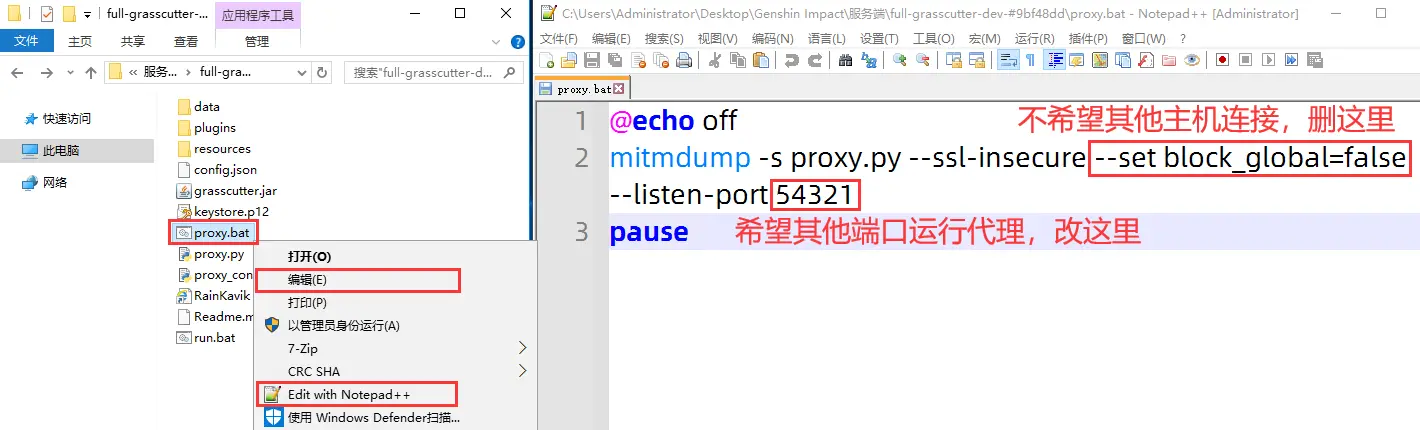 full-grasscutter-...
应用程序工具
文件
主页
共享
查看
管理
« 服务... › full-gra...
搜索"full-grasscutter-d...
快速访问
此电脑
网络
data
plugins
resources
config.json
grasscutter.jar
keystore.p12
proxy.bat
proxy.py
proxy_con
RainKavik
Readme.m
run.bat
打开(O)
编辑(E)
打印(P)
以管理员身份运行(A)
7-Zip
CRC SHA
Edit with Notepad++
使用 Windows Defender扫描...
C:\Users\Administrator\Desktop\Genshin Impact\服务端\full-grasscutter-dev-#9bf48dd\proxy.bat - Notepad++ [Administrator]
文件(F) 编辑(E) 搜索(S) 视图(V) 编码(N) 语言(L) 设置(T) 工具(O) 宏(M) 运行(R) 插件(P) 窗口(W) ?
proxy.bat
1 @echo off
不希望其他主机连接，删这里
2 mitmdump -s proxy.py --ssl-insecure --set block_global=false
--listen-port 54321
3 pause
希望其他端口运行代理，改这里